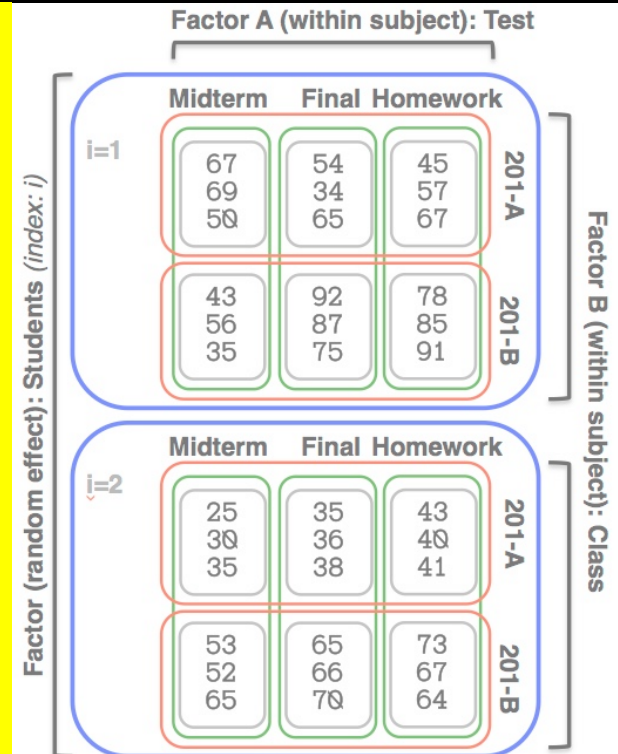 Factor A (within subject): Test
Factor (random effect): Students (index: i)
Midterm Final Homework
i=1
67 54 45
69 34 57
50 65 67
201-A
43 92 78
56 87 85
35 75 91
201-B
Factor B (within subject): Class
Midterm Final Homework
i=2
25 35 43
30 36 40
35 38 41
201-A
53 65 73
52 66 67
65 70 64
201-B